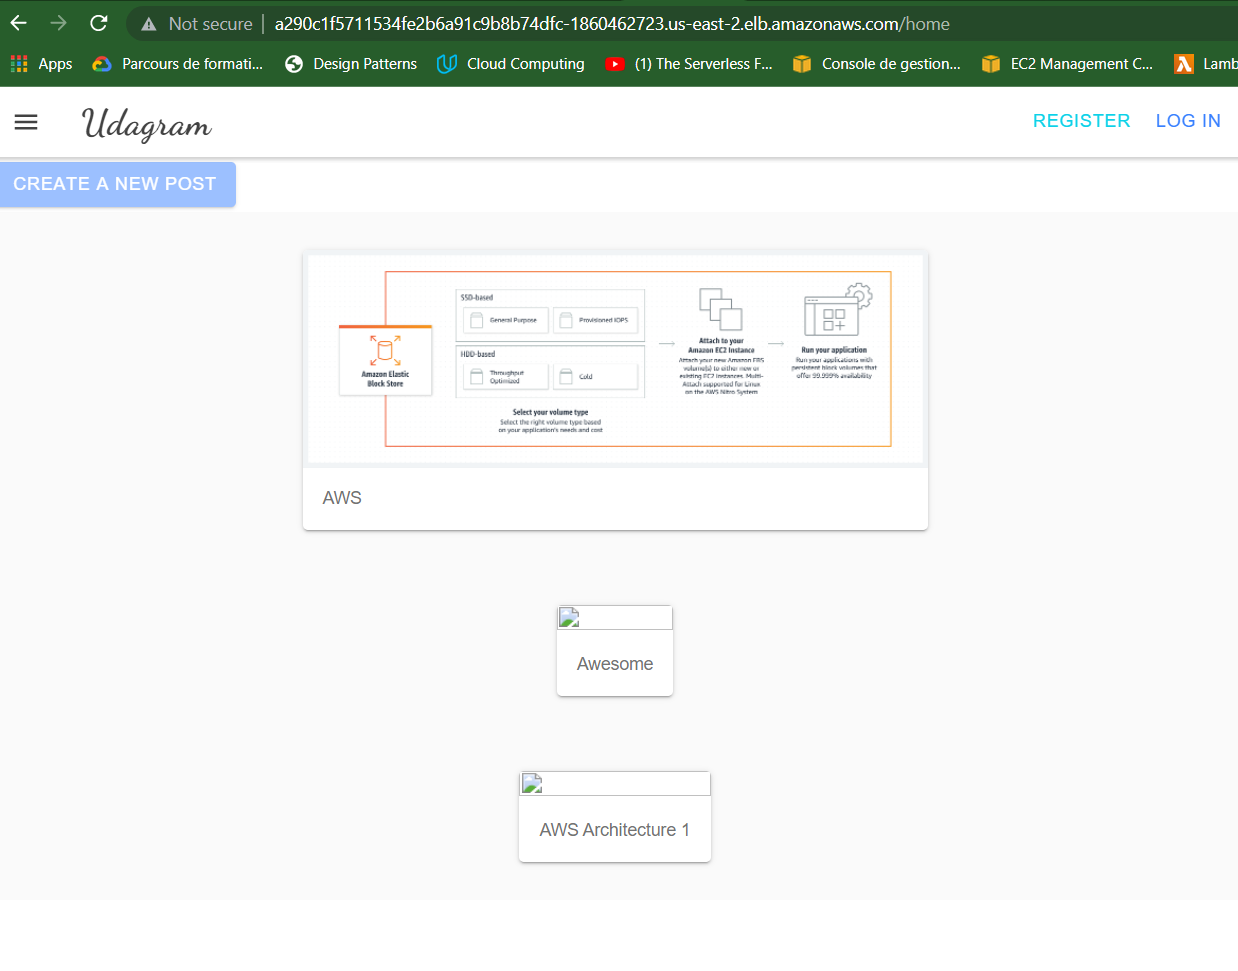 Not secure | a290c1f5711534fe2b6a91c9b8b74dfc-1860462723.us-east-2.elb.amazonaws.com/home
Apps Parcours de formati... Design Patterns Cloud Computing (1) The Serverless F... Console de gestion... EC2 Management C... Lamb
Udagram REGISTER LOG IN
CREATE A NEW POST
Amazon Elastic
Block Store
SSD-based
General Purpose Provisioned IOPS
HDD-based
Throughput
Optimized
Cold
Select your volume type
Select the right volume type based
on your application's needs and cost
Attach to your
Amazon EC2 Instance
Attach your new Amazon EBS
volume(s) to either new or
existing EC2 instances. Multi-
Attach supported for Linux
on the AWS Nitro System
Run your application
Run your applications with
persistent block volumes that
offer 99.999% availability
AWS
Awesome
AWS Architecture 1